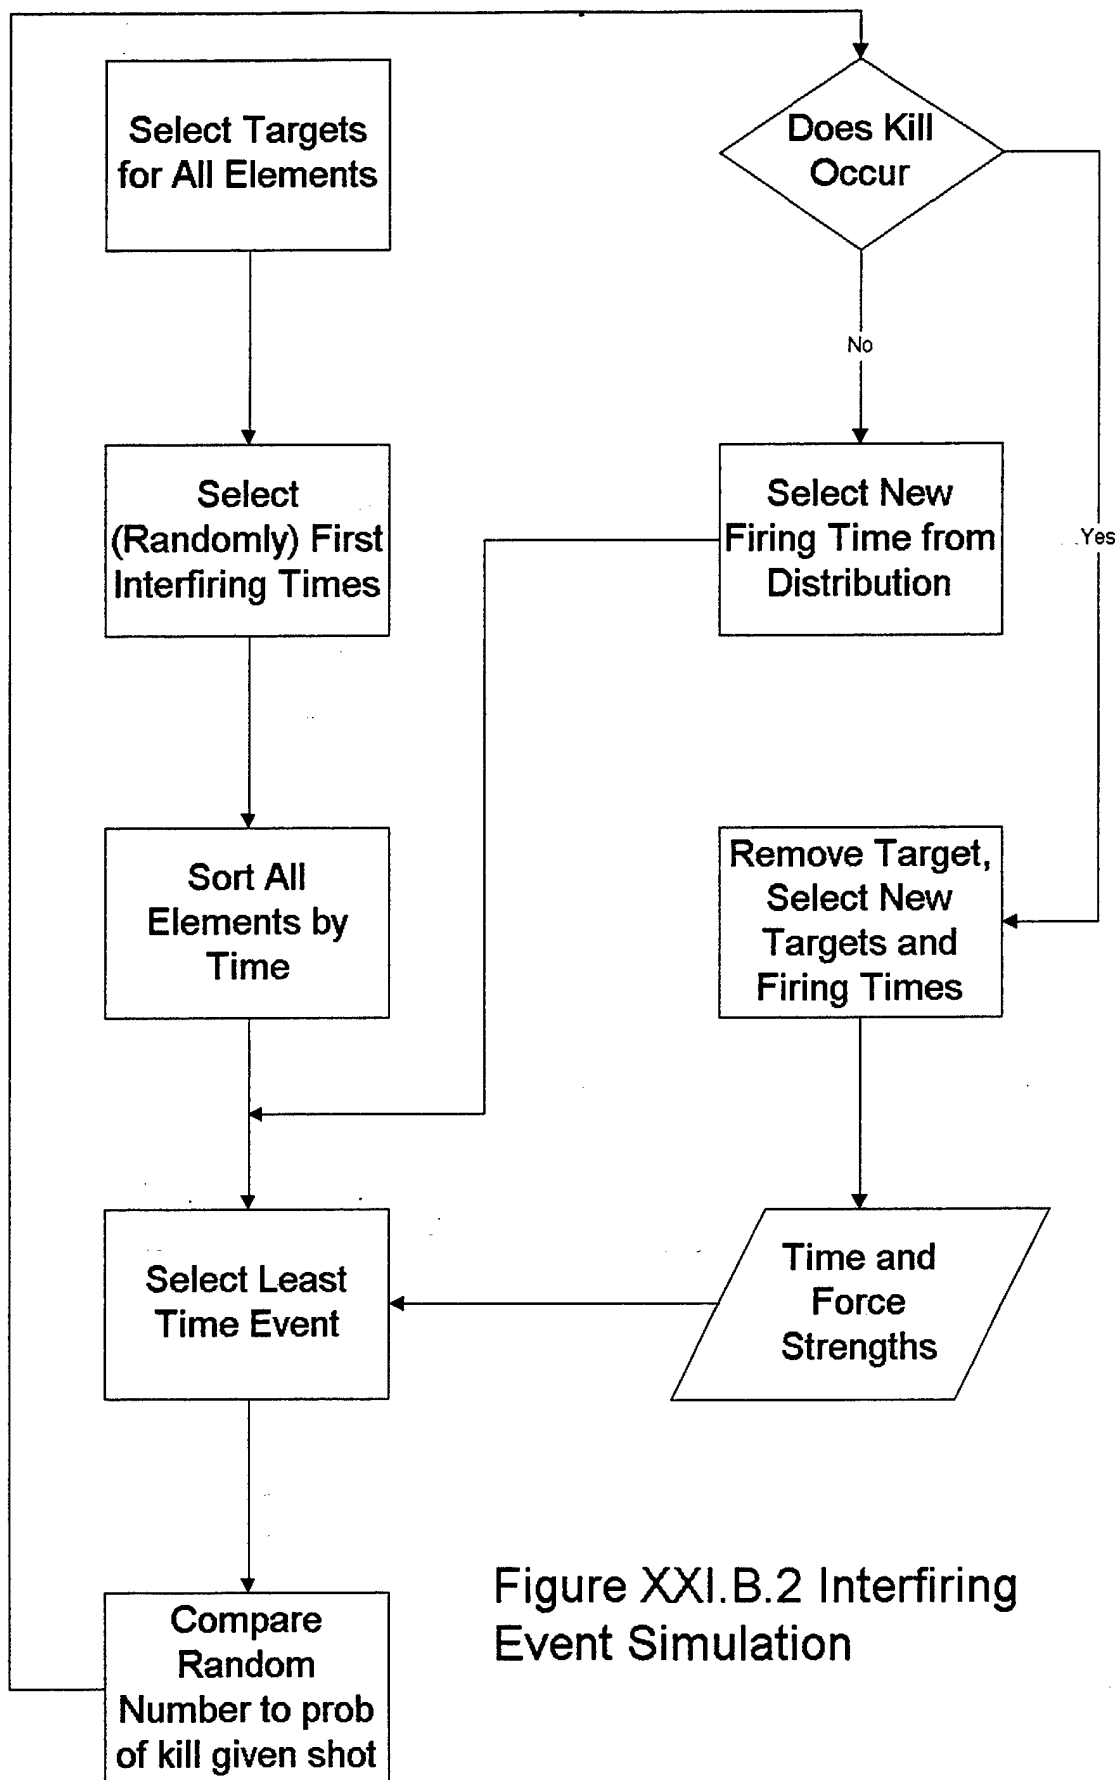 Select Targets
for All Elements
Select
(Randomly) First
Interfiring Times
Sort All
Elements by
Time
Select Least
Time Event
Compare
Random
Number to prob
of kill given shot
Does Kill
Occur
No
Yes
Select New
Firing Time from
Distribution
Remove Target,
Select New
Targets and
Firing Times
Time and
Force
Strengths
Figure XXI.B.2 Interfiring
Event Simulation